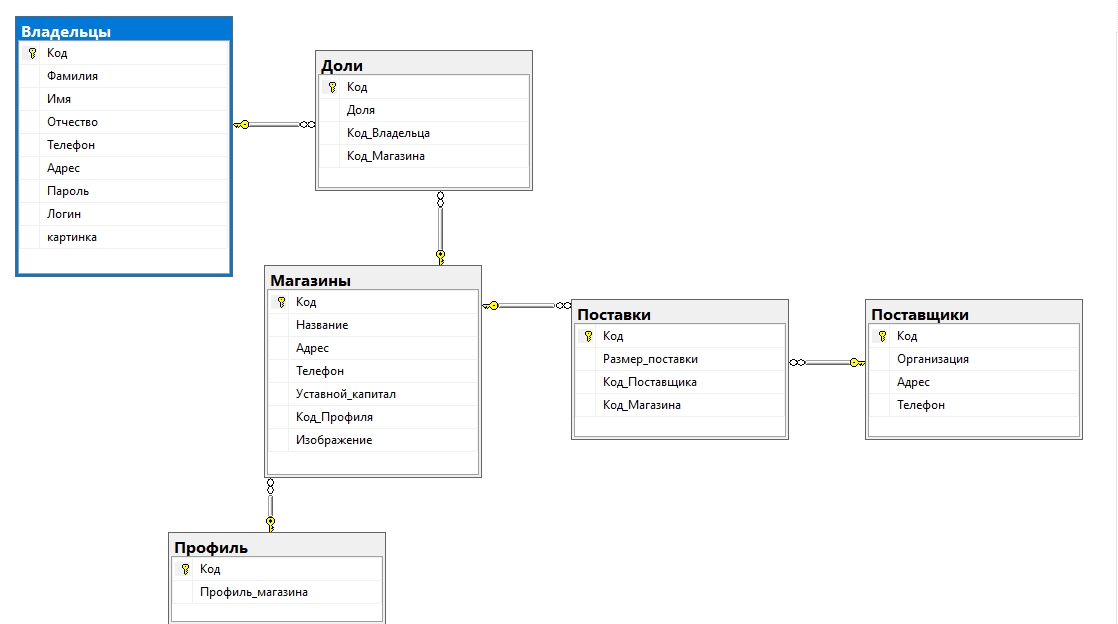 Владельцы
Код
Фамилия
Имя
Отчество
Телефон
Адрес
Пароль
Логин
картинка
Доли
Код
Доля
Код_Владельца
Код_Магазина
Магазины
Код
Название
Адрес
Телефон
Уставной_капитал
Код_Профиля
Изображение
Поставки
Код
Размер_поставки
Код_Поставщика
Код_Магазина
Поставщики
Код
Организация
Адрес
Телефон
Профиль
Код
Профиль_магазина